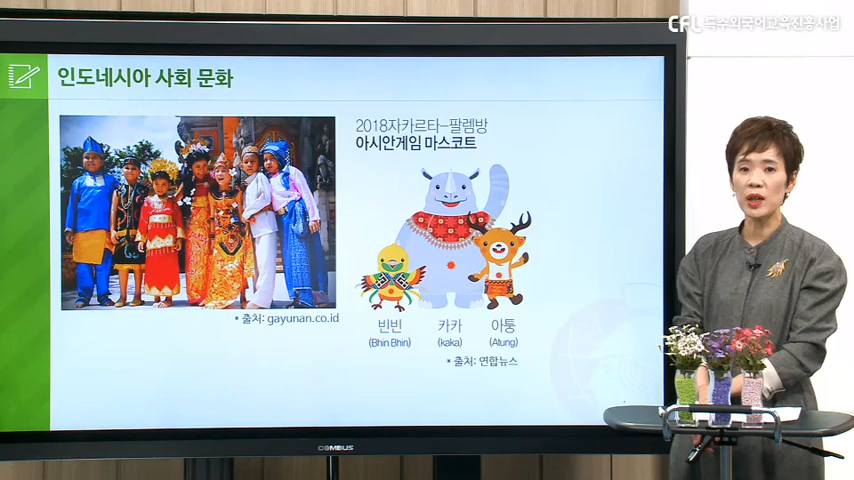 CFL 특수외국어교육진흥사업
인도네시아 사회 문화
2018자카르타-팔렘방
아시안게임 마스코트
* 출처: gayunan.co.id
빈빈 카카 아퉁
(Bhin Bhin) (kaka) (Atung)
* 출처: 연합뉴스
COMBUS